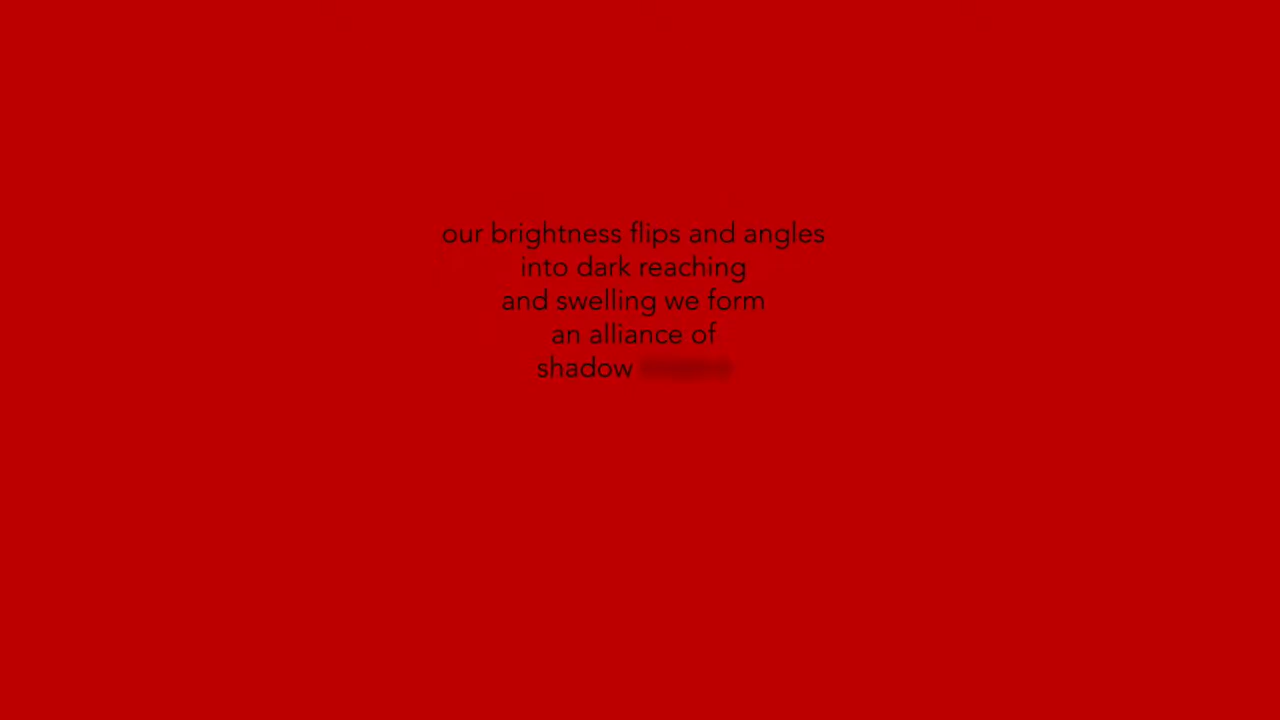 our brightness flips and angles
into dark reaching
and swelling we form
an alliance of
shadow